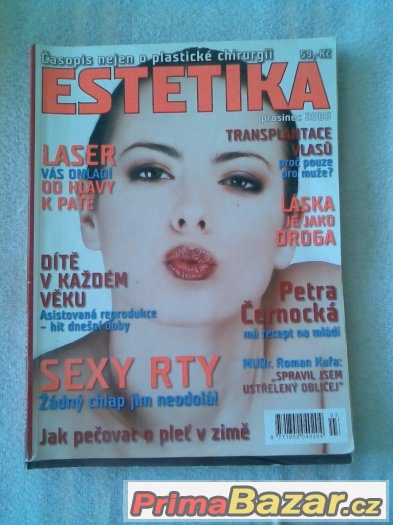 Časopis nejen o plastické chirurgii
59,-Kč
ESTETIKA
prosinec 2006
TRANSPLANTACE
VLASŮ
proč pouze
pro muže?
LASER
VÁS OMLADÍ
OD HLAVY
K PATĚ
LÁSKA
JE JAKO
DROGA
DÍTĚ
V KAŽDÉM
VĚKU
Asistovaná reprodukce
– hit dnešní doby
Petra
Černocká
má recept na mládí
SEXY RTY
Žádný chlap jim neodolá!
MUDr. Roman Kufa:
„SPRAVIL JSEM
USTŘELENÝ OBLIČEJ"
Jak pečovat o pleť v zimě
PrimaBazar.cz